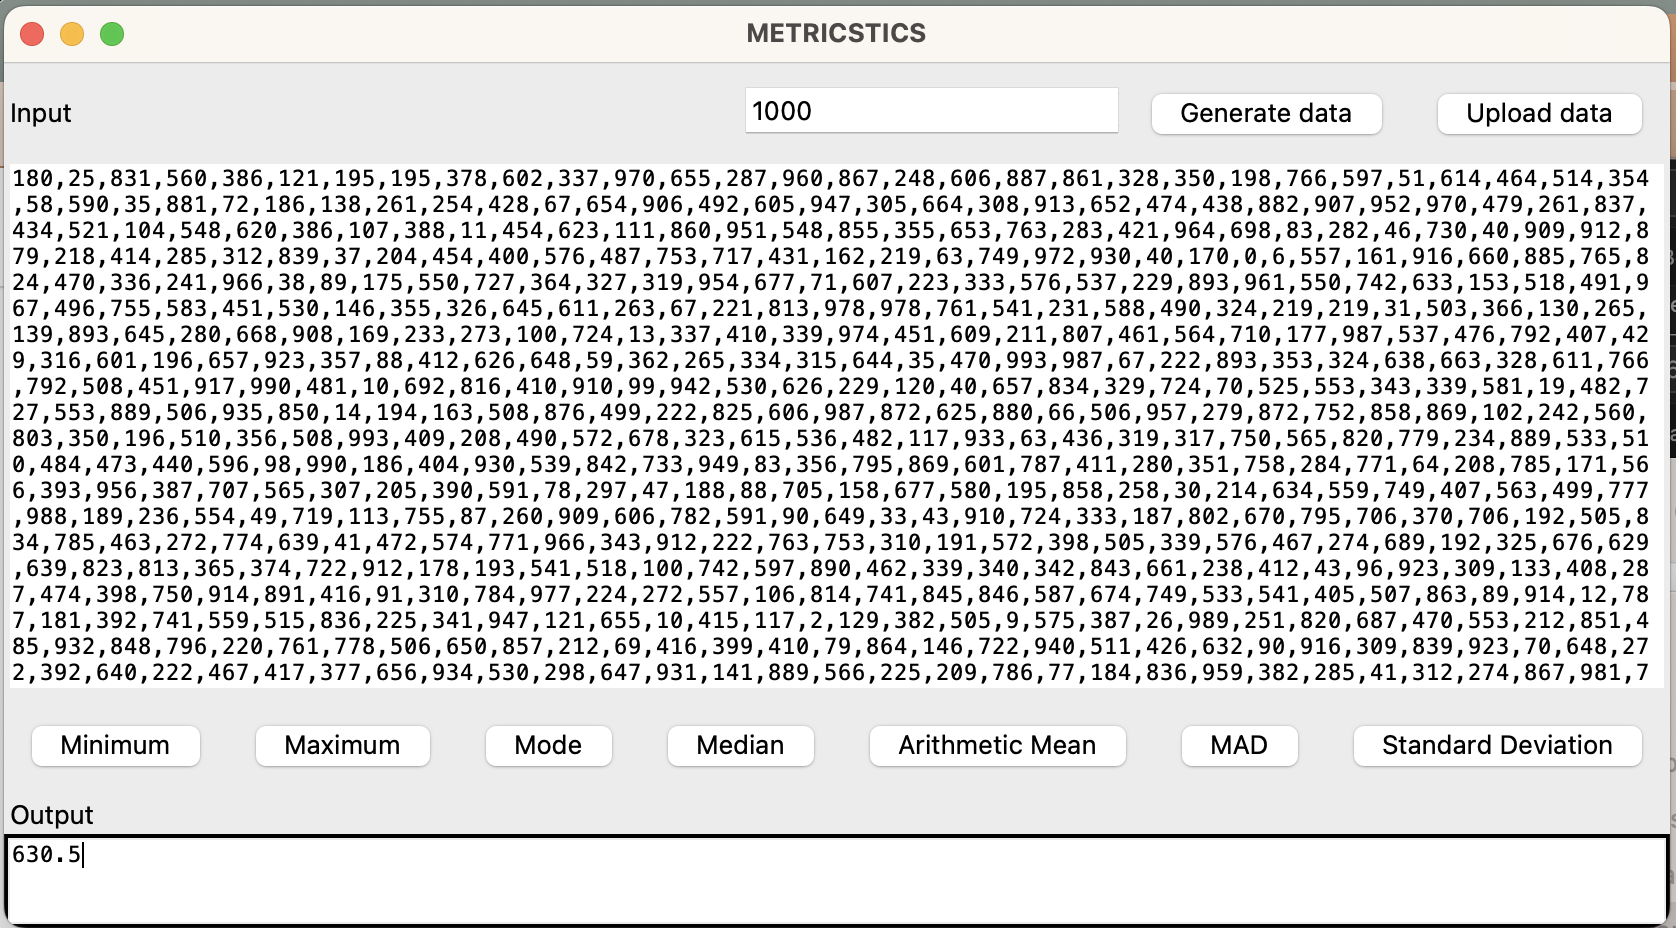 METRICSTICS
Input
1000
Generate data
Upload data
180,25,831,560,386,121,195,195,378,602,337,970,655,287,960,867,248,606,887,861,328,350,198,766,597,51,614,464,514,354
,58,590,35,881,72,186,138,261,254,428,67,654,906,492,605,947,305,664,308,913,652,474,438,882,907,952,970,479,261,837,
434,521,104,548,620,386,107,388,11,454,623,111,860,951,548,855,355,653,763,283,421,964,698,83,282,46,730,40,909,912,8
79,218,414,285,312,839,37,204,454,400,576,487,753,717,431,162,219,63,749,972,930,40,170,0,6,557,161,916,660,885,765,8
24,470,336,241,966,38,89,175,550,727,364,327,319,954,677,71,607,223,333,576,537,229,893,961,550,742,633,153,518,491,9
67,496,755,583,451,530,146,355,326,645,611,263,67,221,813,978,978,761,541,231,588,490,324,219,219,31,503,366,130,265,
139,893,645,280,668,908,169,233,273,100,724,13,337,410,339,974,451,609,211,807,461,564,710,177,987,537,476,792,407,42
9,316,601,196,657,923,357,88,412,626,648,59,362,265,334,315,644,35,470,993,987,67,222,893,353,324,638,663,328,611,766
,792,508,451,917,990,481,10,692,816,410,910,99,942,530,626,229,120,40,657,834,329,724,70,525,553,343,339,581,19,482,7
27,553,889,506,935,850,14,194,163,508,876,499,222,825,606,987,872,625,880,66,506,957,279,872,752,858,869,102,242,560,
803,350,196,510,356,508,993,409,208,490,572,678,323,615,536,482,117,933,63,436,319,317,750,565,820,779,234,889,533,51
0,484,473,440,596,98,990,186,404,930,539,842,733,949,83,356,795,869,601,787,411,280,351,758,284,771,64,208,785,171,56
6,393,956,387,707,565,307,205,390,591,78,297,47,188,88,705,158,677,580,195,858,258,30,214,634,559,749,407,563,499,777
,988,189,236,554,49,719,113,755,87,260,909,606,782,591,90,649,33,43,910,724,333,187,802,670,795,706,370,706,192,505,8
34,785,463,272,774,639,41,472,574,771,966,343,912,222,763,753,310,191,572,398,505,339,576,467,274,689,192,325,676,629
,639,823,813,365,374,722,912,178,193,541,518,100,742,597,890,462,339,340,342,843,661,238,412,43,96,923,309,133,408,28
7,474,398,750,914,891,416,91,310,784,977,224,272,557,106,814,741,845,846,587,674,749,533,541,405,507,863,89,914,12,78
7,181,392,741,559,515,836,225,341,947,121,655,10,415,117,2,129,382,505,9,575,387,26,989,251,820,687,470,553,212,851,4
85,932,848,796,220,761,778,506,650,857,212,69,416,399,410,79,864,146,722,940,511,426,632,90,916,309,839,923,70,648,27
2,392,640,222,467,417,377,656,934,530,298,647,931,141,889,566,225,209,786,77,184,836,959,382,285,41,312,274,867,981,7
Minimum
Maximum
Mode
Median
Arithmetic Mean
MAD
Standard Deviation
Output
630.5